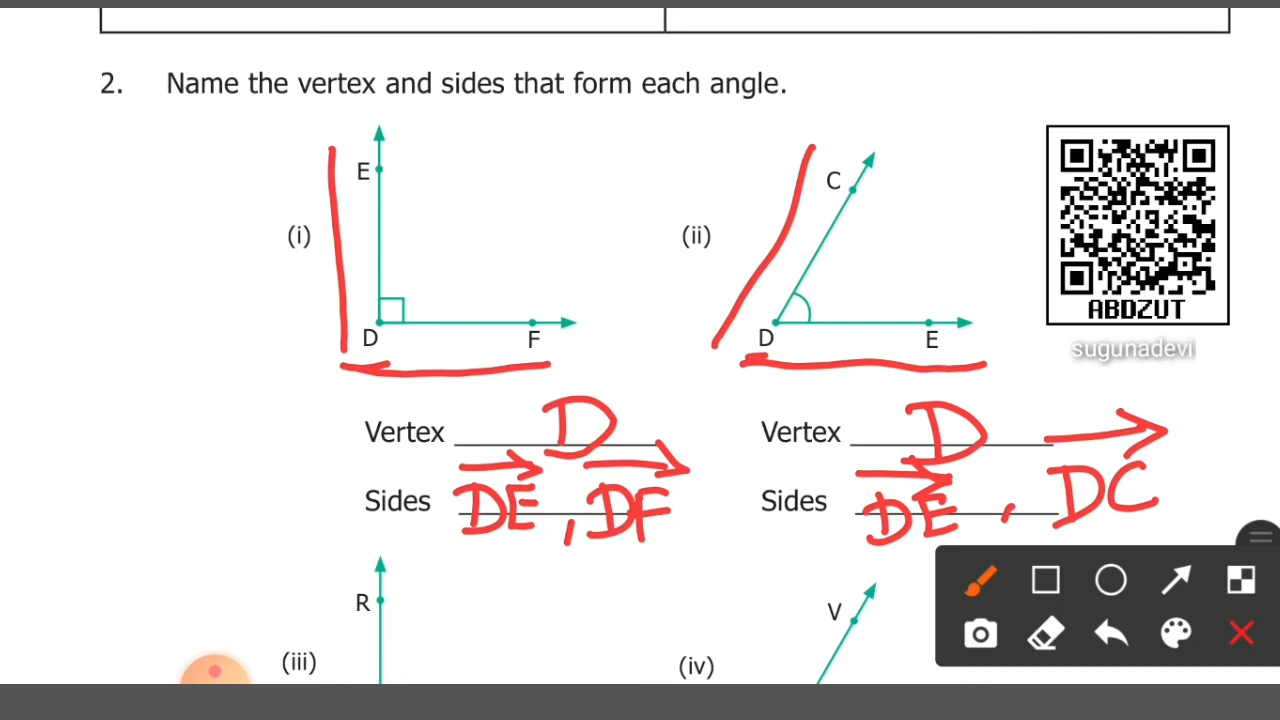 2. Name the vertex and sides that form each angle.
E
C
(i)
(ii)
ABDZUT
D
F
D
E
sugunadevi
Vertex D
Vertex D
Sides DE, DF
Sides DE, DC
R
V
(iii)
(iv)